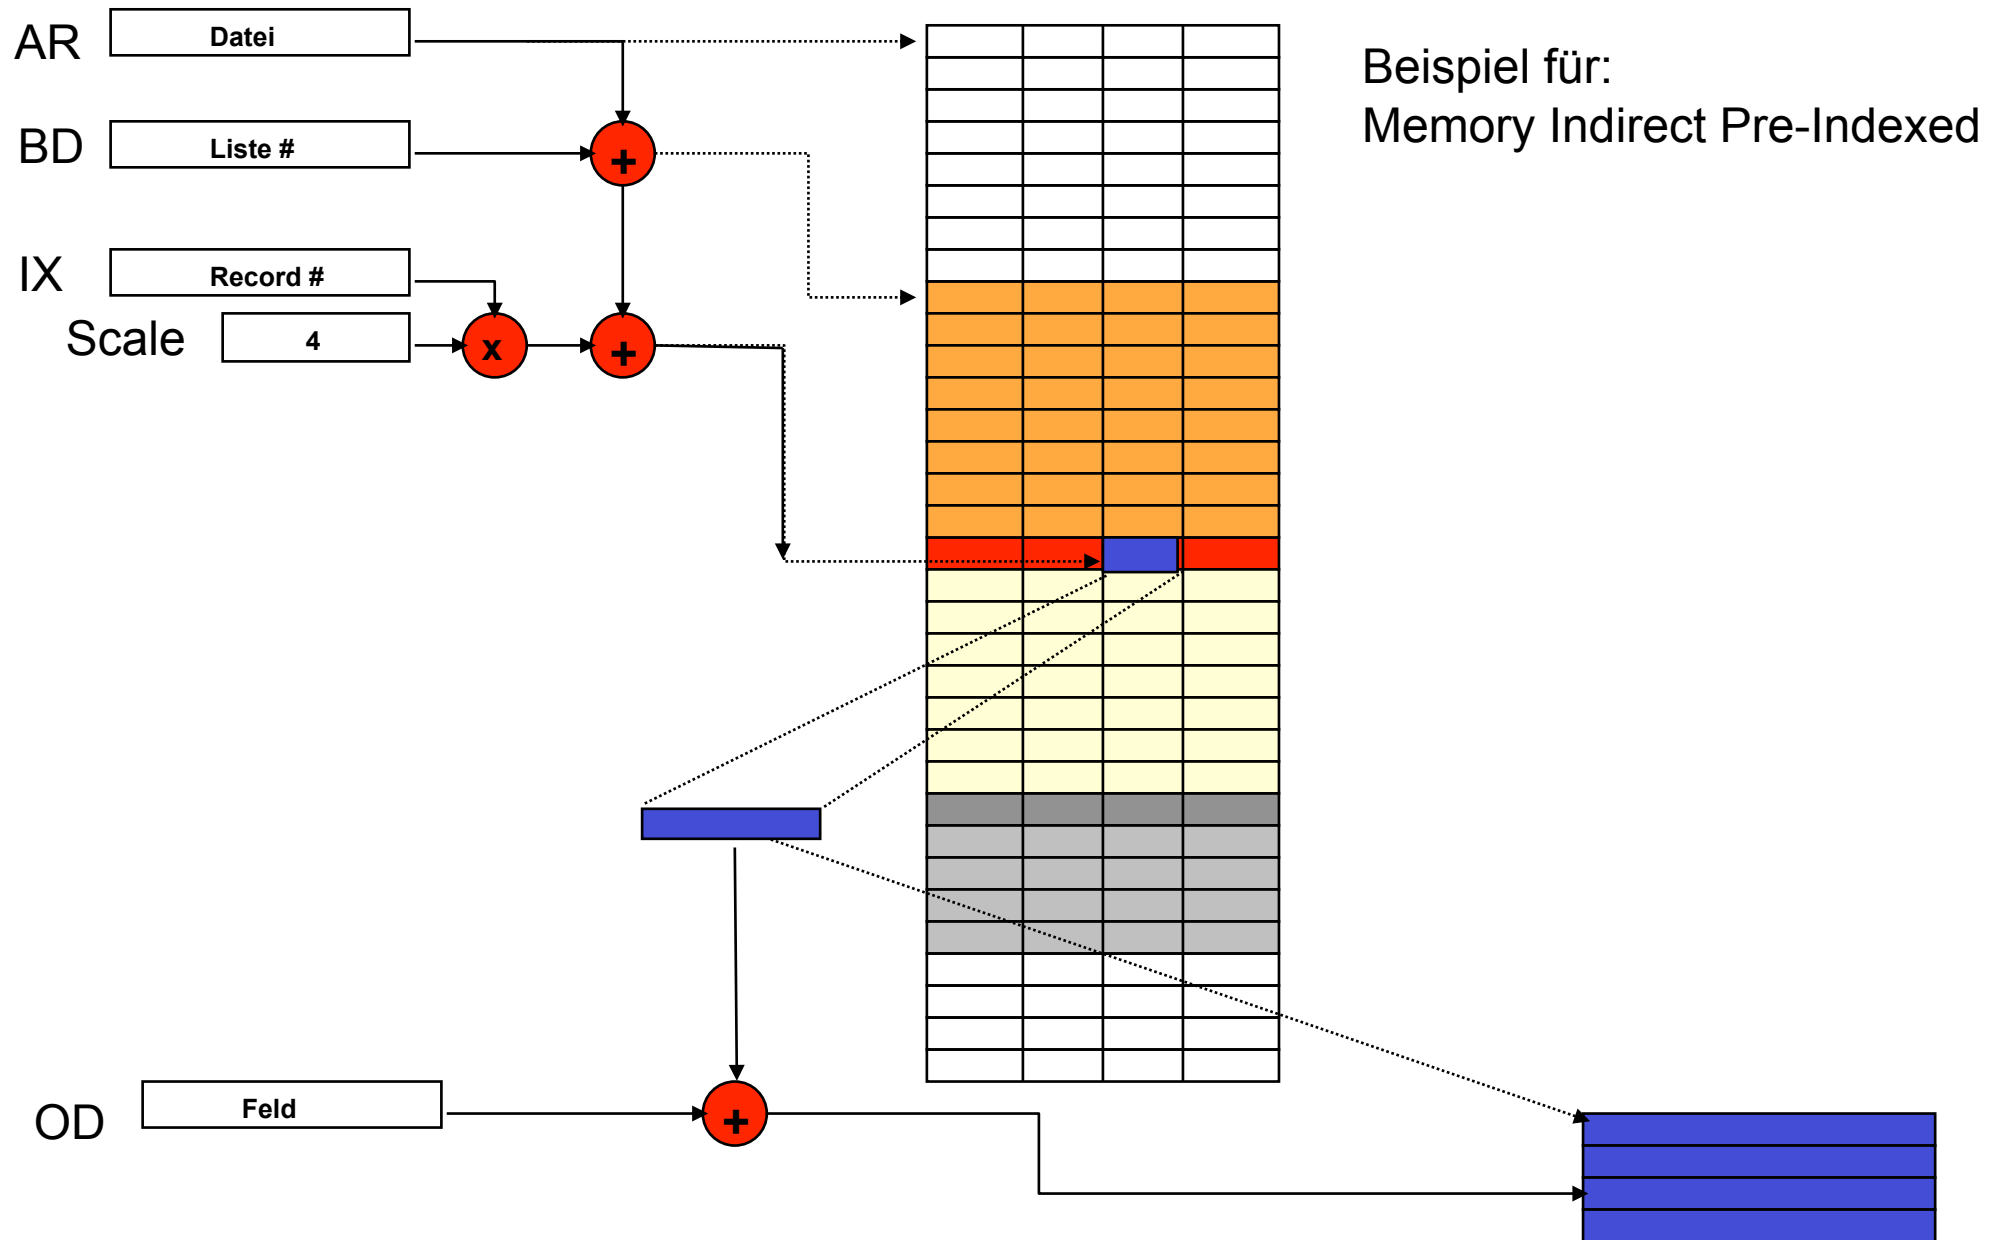 AR
Datei
Beispiel für:
Memory Indirect Pre-Indexed
BD
Liste #
+
IX
Record #
Scale
4
x
+
OD
Feld
+